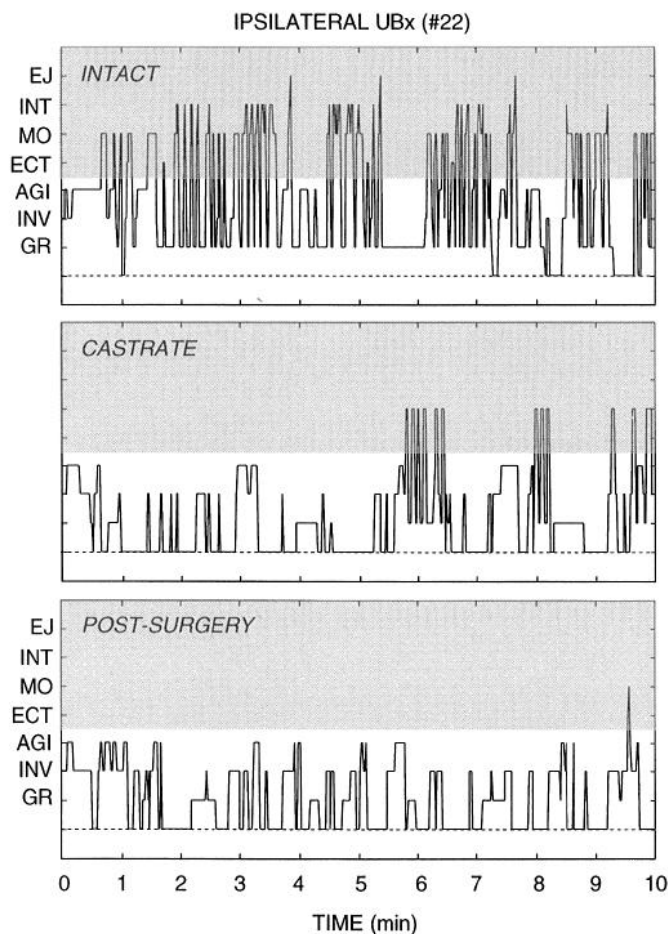 IPSILATERAL UBx (#22)
INTACT
EJ
INT
MO
ECT
AGI
INV
GR
CASTRATE
POST-SURGERY
EJ
INT
MO
ECT
AGI
INV
GR
0 1 2 3 4 5 6 7 8 9 10
TIME (min)